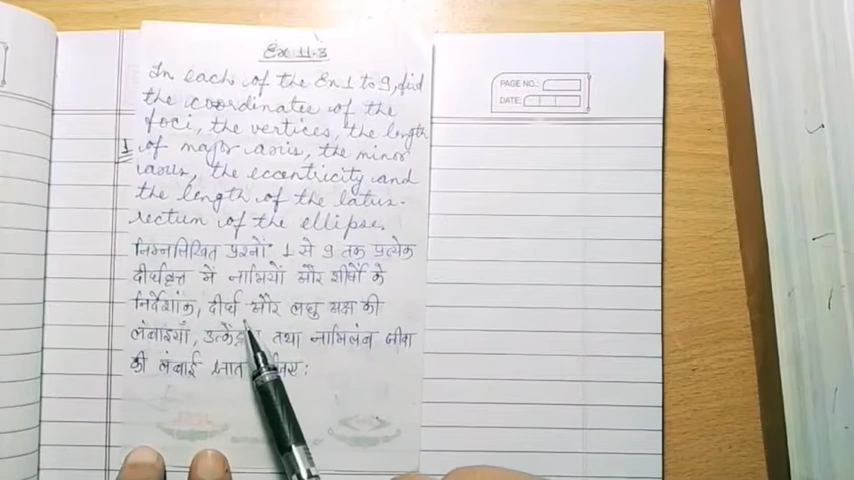 Ex 11.3
In each of the Ex 1 to 9, find
the coordinates of the
foci, the vertices, the length
of major axis, the minor
axis, the eccentricity and
the length of the latus-
rectum of the ellipse.
निम्नलिखित प्रश्नों 1 से 9 तक प्रत्येक
दीर्घवृत्त में नाभियों और शीर्षों के
निर्देशांक, दीर्घ और लघु अक्ष की
लंबाइयाँ, तथा नाभिलंब जीवा
की लंबाई ज्ञात
1
PAGE NO.:
DATE: